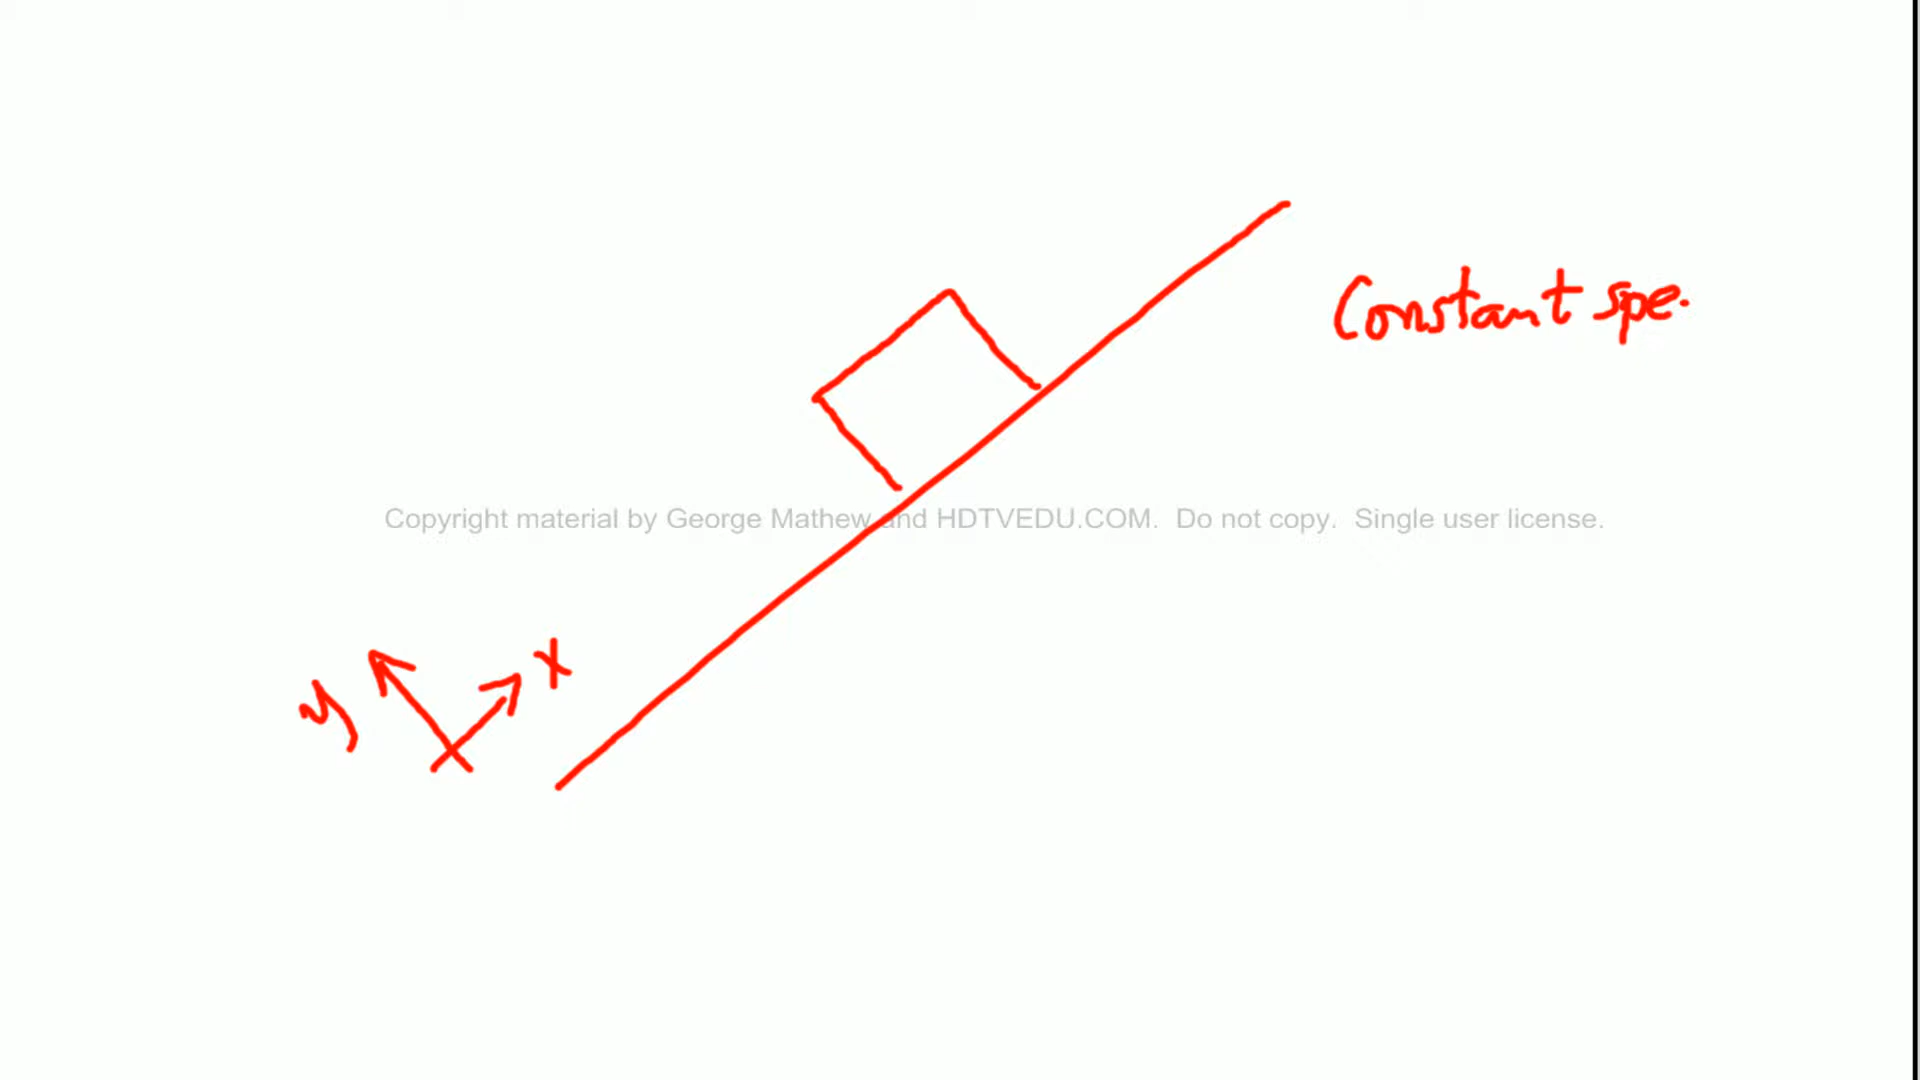 Constant spe.
Copyright material by George Mathew and HDTVEDU.COM. Do not copy. Single user license.
y
x